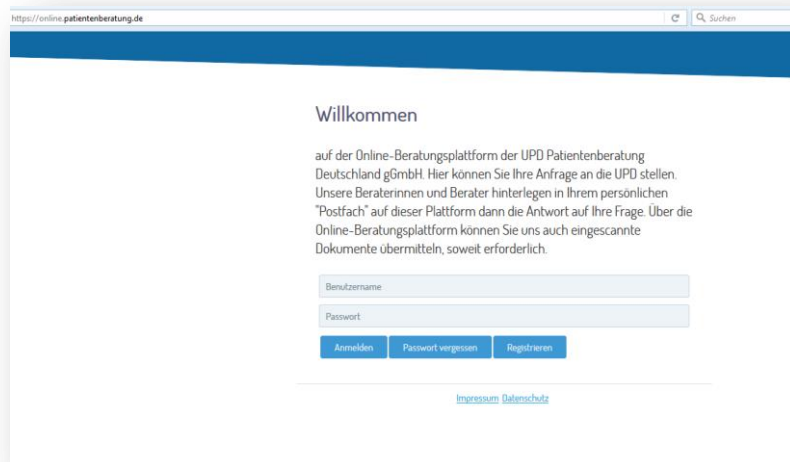 https://online.patientenberatung.de
Suchen
Willkommen
auf der Online-Beratungsplattform der UPD Patientenberatung
Deutschland gGmbH. Hier können Sie Ihre Anfrage an die UPD stellen.
Unsere Beraterinnen und Berater hinterlegen in Ihrem persönlichen
"Postfach" auf dieser Plattform dann die Antwort auf Ihre Frage. Über die
Online-Beratungsplattform können Sie uns auch eingescannte
Dokumente übermitteln, soweit erforderlich.
Benutzername
Passwort
Anmelden Passwort vergessen Registrieren
Impressum Datenschutz